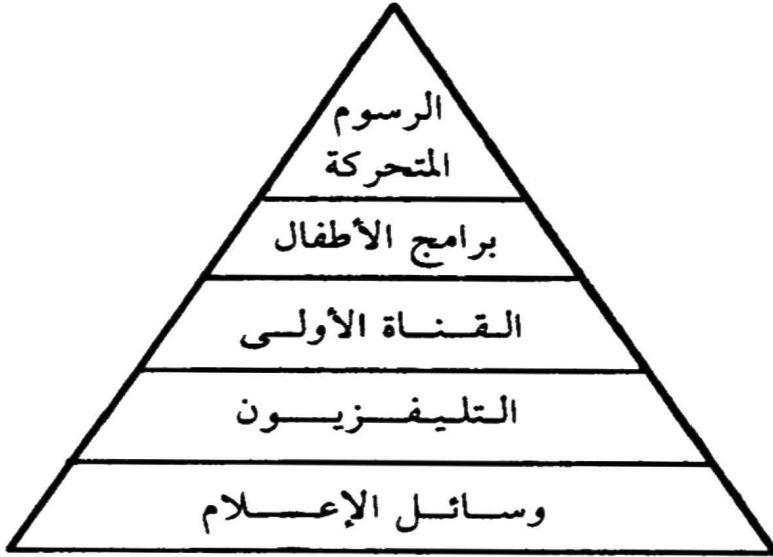 الرسوم
المتحركة
برامج الأطفال
القناة الأولى
التليفزيون
وسائل الإعلام